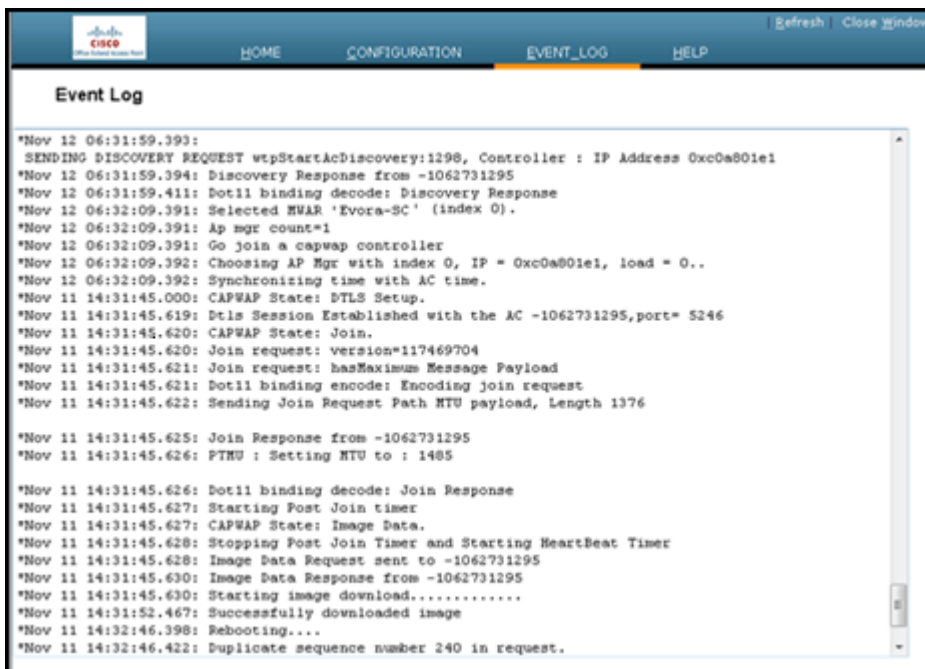 Refresh | Close Window
CISCO
Office Extend Access Point
HOME CONFIGURATION EVENT_LOG HELP
Event Log
*Nov 12 06:31:59.393:
SENDING DISCOVERY REQUEST wtpStartAcDiscovery:1298, Controller : IP Address 0xc0a801e1
*Nov 12 06:31:59.394: Discovery Response from -1062731295
*Nov 12 06:31:59.411: Dot11 binding decode: Discovery Response
*Nov 12 06:32:09.391: Selected MWAR 'Evora-SC' (index 0).
*Nov 12 06:32:09.391: Ap mgr count=1
*Nov 12 06:32:09.391: Go join a capwap controller
*Nov 12 06:32:09.392: Choosing AP Mgr with index 0, IP = 0xc0a801e1, load = 0..
*Nov 12 06:32:09.392: Synchronizing time with AC time.
*Nov 11 14:31:45.000: CAPWAP State: DTLS Setup.
*Nov 11 14:31:45.619: Dtls Session Established with the AC -1062731295,port= 5246
*Nov 11 14:31:45.620: CAPWAP State: Join.
*Nov 11 14:31:45.620: Join request: version=117469704
*Nov 11 14:31:45.621: Join request: hasMaximum Message Payload
*Nov 11 14:31:45.621: Dot11 binding encode: Encoding join request
*Nov 11 14:31:45.622: Sending Join Request Path MTU payload, Length 1376
*Nov 11 14:31:45.625: Join Response from -1062731295
*Nov 11 14:31:45.626: PTMU : Setting MTU to : 1485
*Nov 11 14:31:45.626: Dot11 binding decode: Join Response
*Nov 11 14:31:45.627: Starting Post Join timer
*Nov 11 14:31:45.627: CAPWAP State: Image Data.
*Nov 11 14:31:45.628: Stopping Post Join Timer and Starting HeartBeat Timer
*Nov 11 14:31:45.628: Image Data Request sent to -1062731295
*Nov 11 14:31:45.630: Image Data Response from -1062731295
*Nov 11 14:31:45.630: Starting image download.............
*Nov 11 14:31:52.467: Successfully downloaded image
*Nov 11 14:32:46.398: Rebooting....
*Nov 11 14:32:46.422: Duplicate sequence number 240 in request.